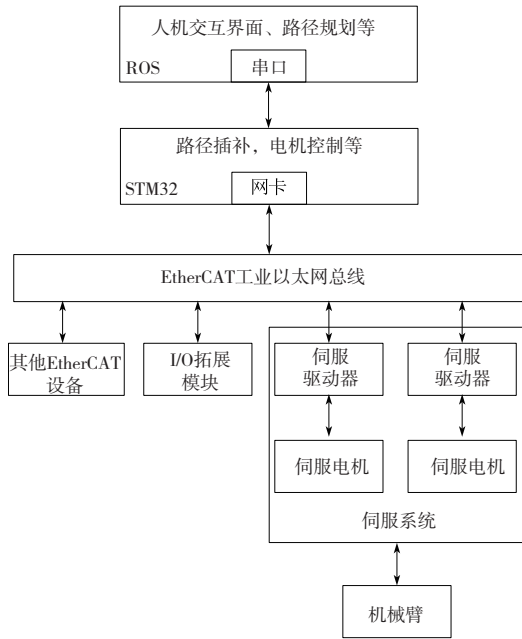 人机交互界面、路径规划等
ROS
串口
路径插补，电机控制等
STM32
网卡
EtherCAT工业以太网总线
其他EtherCAT
设备
I/O拓展
模块
伺服
驱动器
伺服
驱动器
伺服电机
伺服电机
伺服系统
机械臂